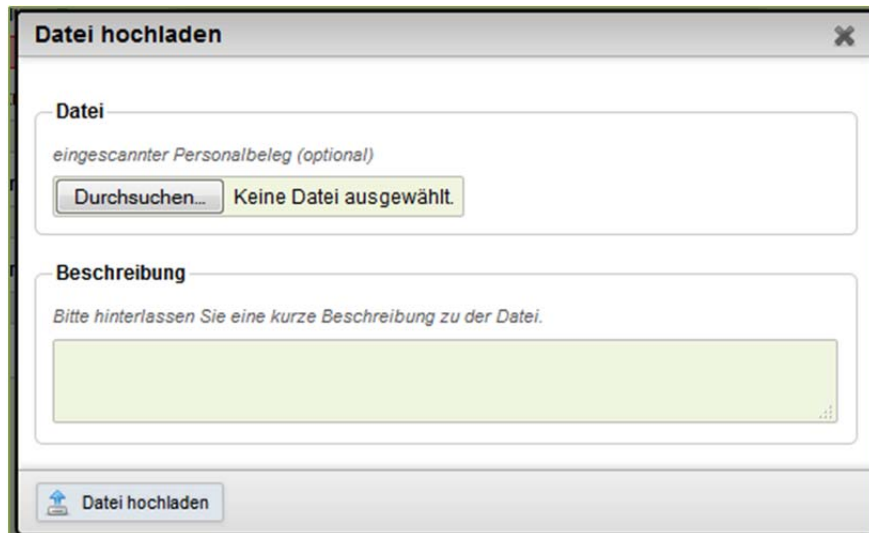 Datei hochladen
Datei
eingescannter Personalbeleg (optional)
Durchsuchen... Keine Datei ausgewählt.
Beschreibung
Bitte hinterlassen Sie eine kurze Beschreibung zu der Datei.
Datei hochladen